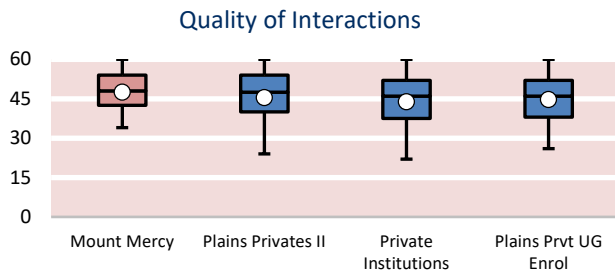 Quality of Interactions
60
45
30
15
0
Mount Mercy
Plains Privates II
Private
Institutions
Plains Prvt UG
Enrol